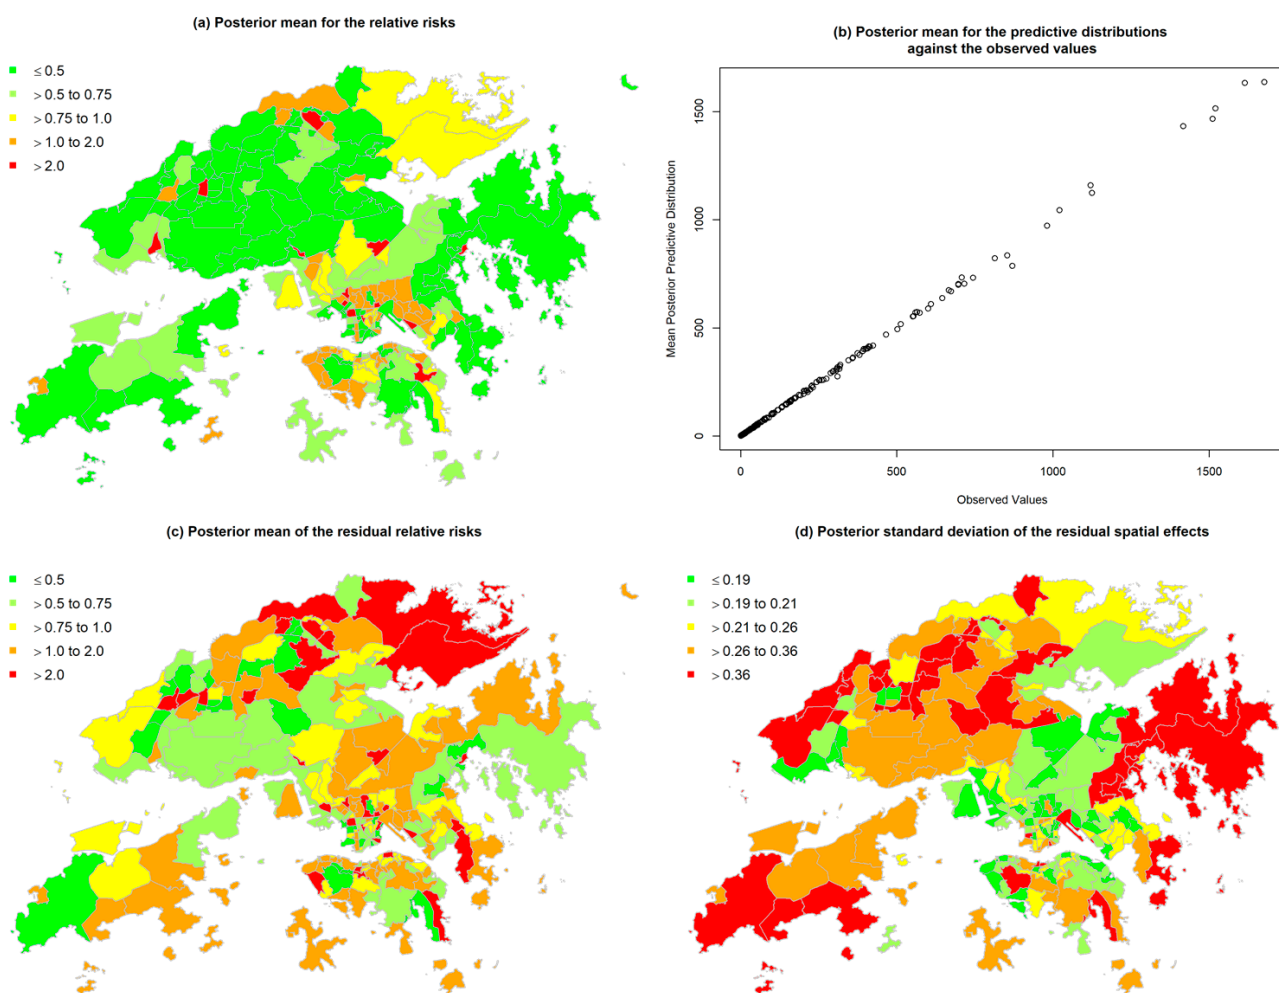 (a) Posterior mean for the relative risks
≤ 0.5
> 0.5 to 0.75
> 0.75 to 1.0
> 1.0 to 2.0
> 2.0
(b) Posterior mean for the predictive distributions
against the observed values
Mean Posterior Predictive Distribution
1500
1000
500
0
0 500 1000 1500
Observed Values
(c) Posterior mean of the residual relative risks
≤ 0.5
> 0.5 to 0.75
> 0.75 to 1.0
> 1.0 to 2.0
> 2.0
(d) Posterior standard deviation of the residual spatial effects
≤ 0.19
> 0.19 to 0.21
> 0.21 to 0.26
> 0.26 to 0.36
> 0.36